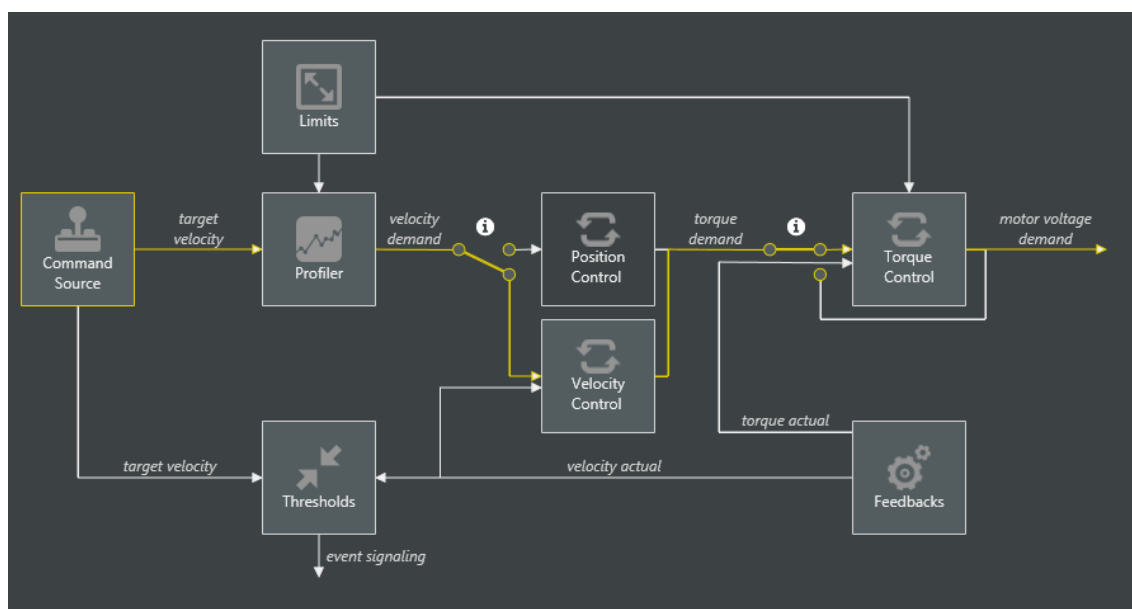 Limits
target
velocity
velocity
demand
i
torque
demand
i
motor voltage
demand
Command
Source
Profiler
Position
Control
Torque
Control
Velocity
Control
torque actual
target velocity
velocity actual
Thresholds
Feedbacks
event signaling